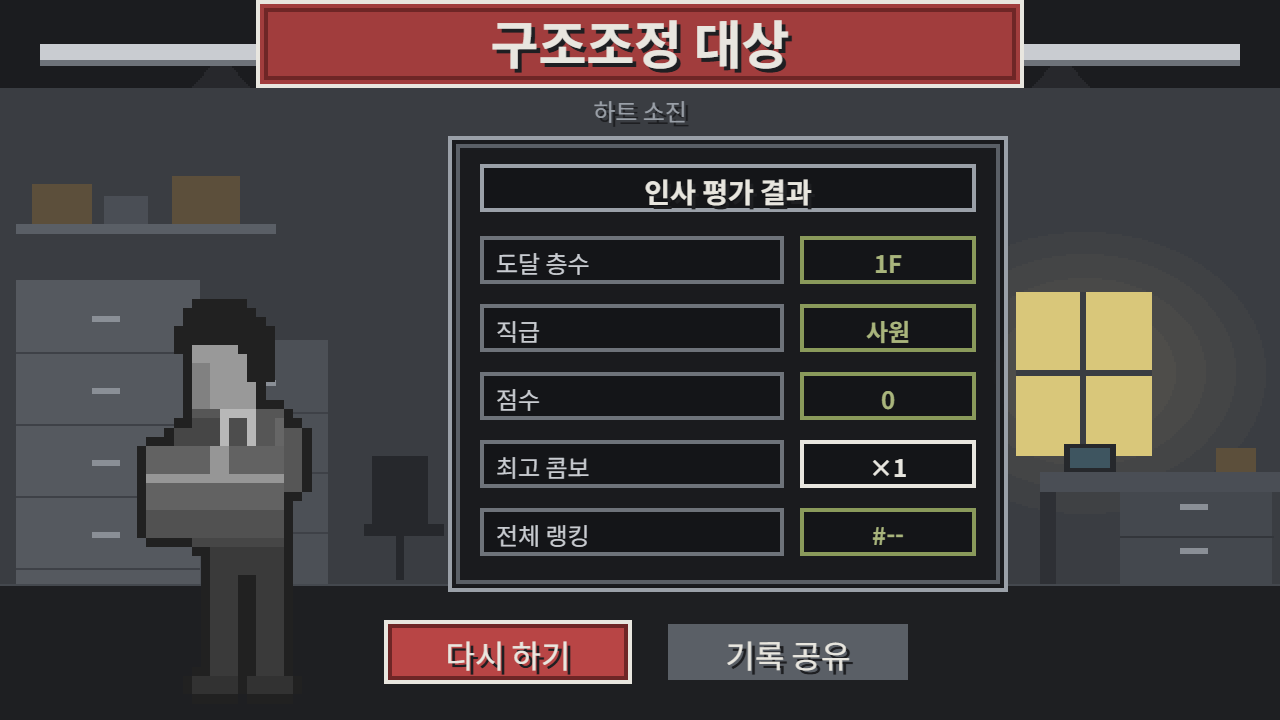 구조조정 대상
하트 소진
인사 평가 결과
도달 층수 1F
직급 사원
점수 0
최고 콤보 ×1
전체 랭킹 #--
다시 하기 기록 공유